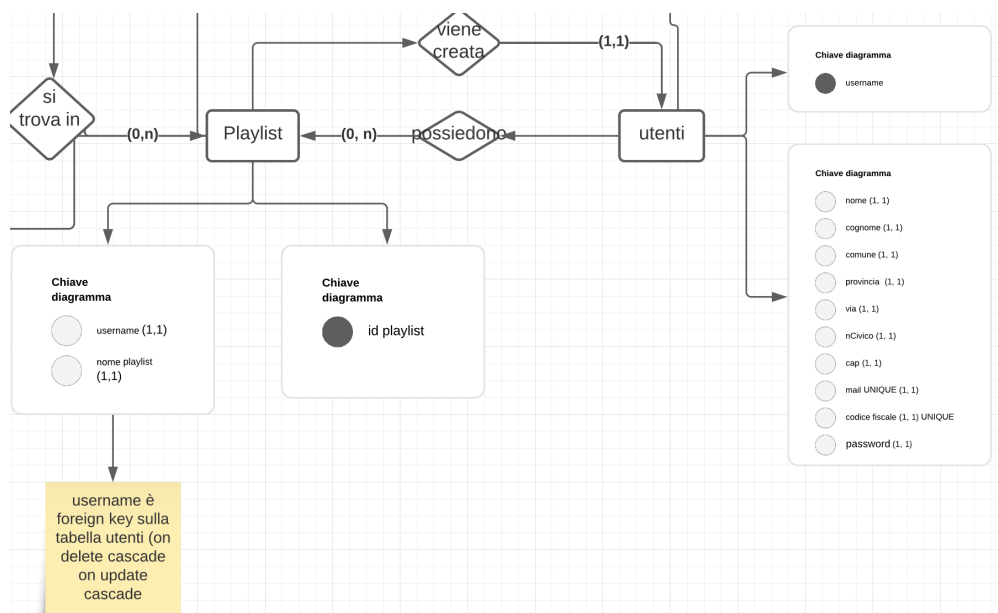 viene
creata
(1,1)
si
trova in
(0,n)
Playlist
(0, n)
possiedono
utenti
Chiave diagramma
username
Chiave diagramma
nome (1, 1)
cognome (1, 1)
comune (1, 1)
provincia (1, 1)
via (1, 1)
nCivico (1, 1)
cap (1, 1)
mail UNIQUE (1, 1)
codice fiscale (1, 1) UNIQUE
password (1, 1)
Chiave
diagramma
username (1,1)
nome playlist
(1,1)
Chiave
diagramma
id playlist
username è
foreign key sulla
tabella utenti (on
delete cascade
on update
cascade